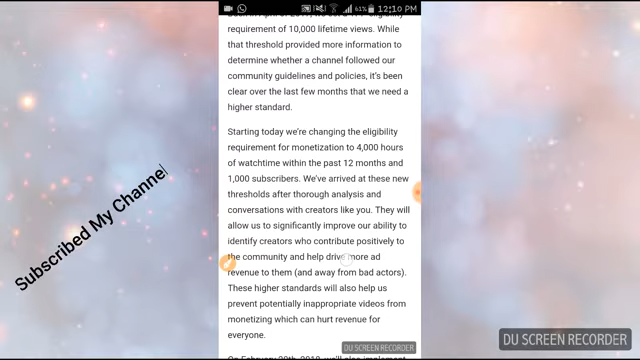 61% 12:10 PM
requirement of 10,000 lifetime views. While
that threshold provided more information to
determine whether a channel followed our
community guidelines and policies, it's been
clear over the last few months that we need a
higher standard.
Starting today we're changing the eligibility
requirement for monetization to 4,000 hours
of watchtime within the past 12 months and
1,000 subscribers. We've arrived at these new
thresholds after thorough analysis and
conversations with creators like you. They will
allow us to significantly improve our ability to
identify creators who contribute positively to
the community and help drive more ad
revenue to them (and away from bad actors).
These higher standards will also help us
prevent potentially inappropriate videos from
monetizing which can hurt revenue for
everyone.
Subscribed My Channel
DU SCREEN RECORDER
DU SCREEN RECORDER